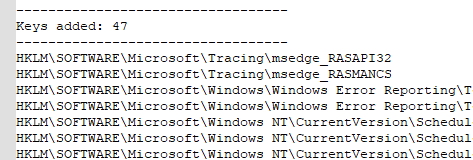 ----------------------------------
Keys added: 47
----------------------------------
HKLM\SOFTWARE\Microsoft\Tracing\msedge_RASAPI32
HKLM\SOFTWARE\Microsoft\Tracing\msedge_RASMANCS
HKLM\SOFTWARE\Microsoft\Windows\Windows Error Reporting\T
HKLM\SOFTWARE\Microsoft\Windows\Windows Error Reporting\T
HKLM\SOFTWARE\Microsoft\Windows NT\CurrentVersion\Schedul
HKLM\SOFTWARE\Microsoft\Windows NT\CurrentVersion\Schedul
HKLM\SOFTWARE\Microsoft\Windows NT\CurrentVersion\Schedul